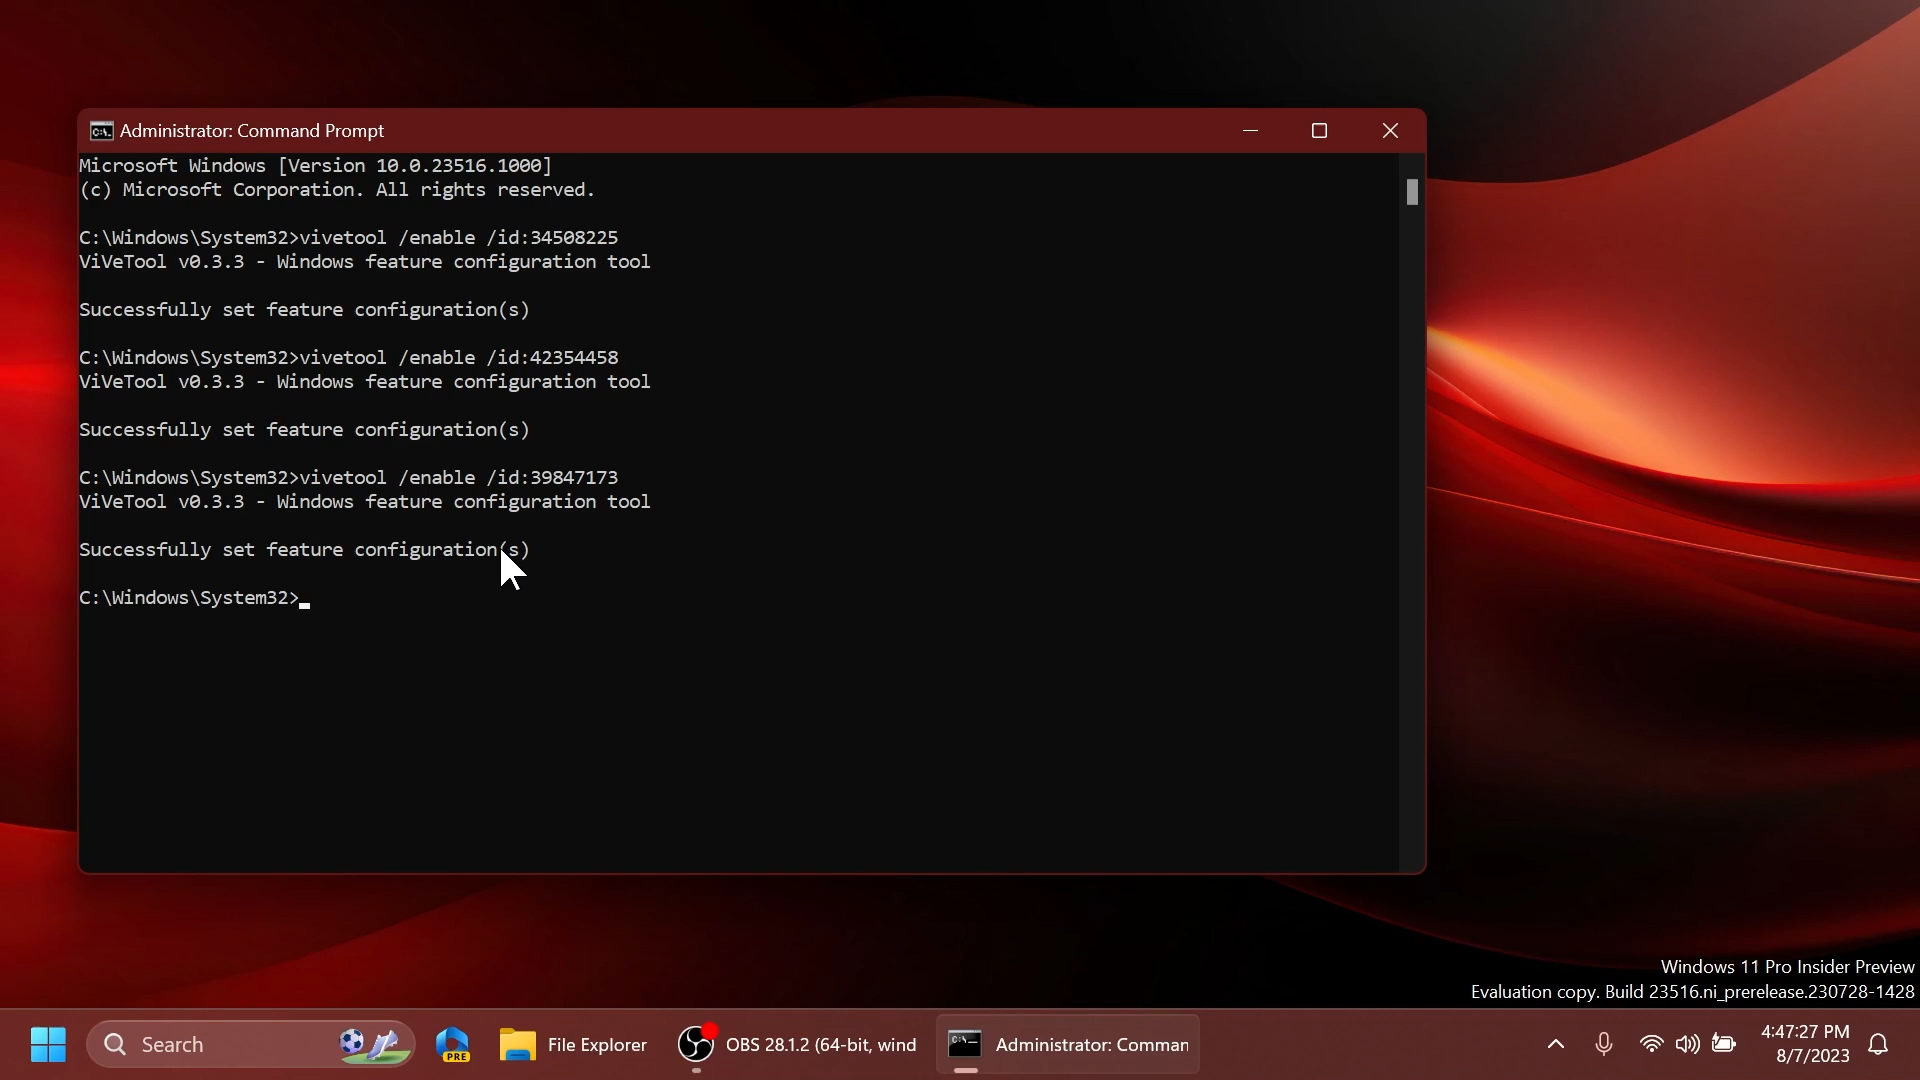 Administrator: Command Prompt
Microsoft Windows [Version 10.0.23516.1000]
(c) Microsoft Corporation. All rights reserved.
C:\Windows\System32>vivetool /enable /id:34508225
ViVeTool v0.3.3 - Windows feature configuration tool
Successfully set feature configuration(s)
C:\Windows\System32>vivetool /enable /id:42354458
ViVeTool v0.3.3 - Windows feature configuration tool
Successfully set feature configuration(s)
C:\Windows\System32>vivetool /enable /id:39847173
ViVeTool v0.3.3 - Windows feature configuration tool
Successfully set feature configuration(s)
C:\Windows\System32>
Windows 11 Pro Insider Preview
Evaluation copy. Build 23516.ni_prerelease.230728-1428
Search
PRE
File Explorer
OBS 28.1.2 (64-bit, wind
Administrator: Comman
4:47:27 PM
8/7/2023